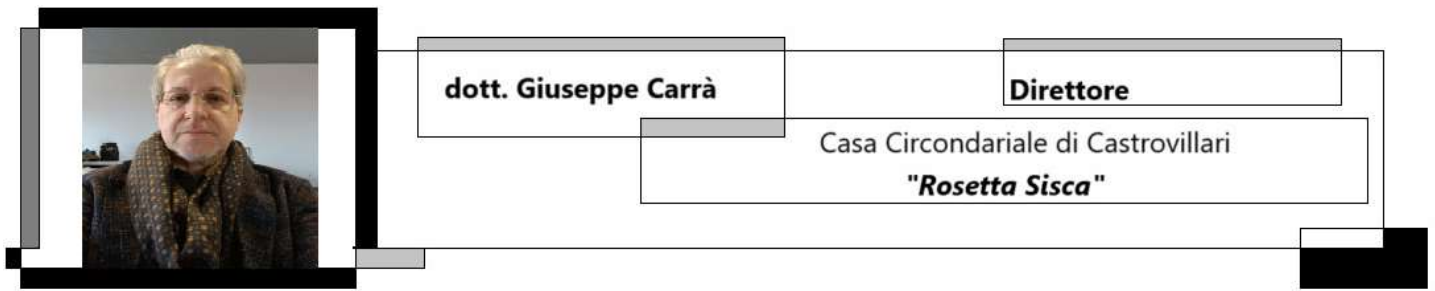 dott. Giuseppe Carrà
Direttore
Casa Circondariale di Castrovillari
"Rosetta Sisca"